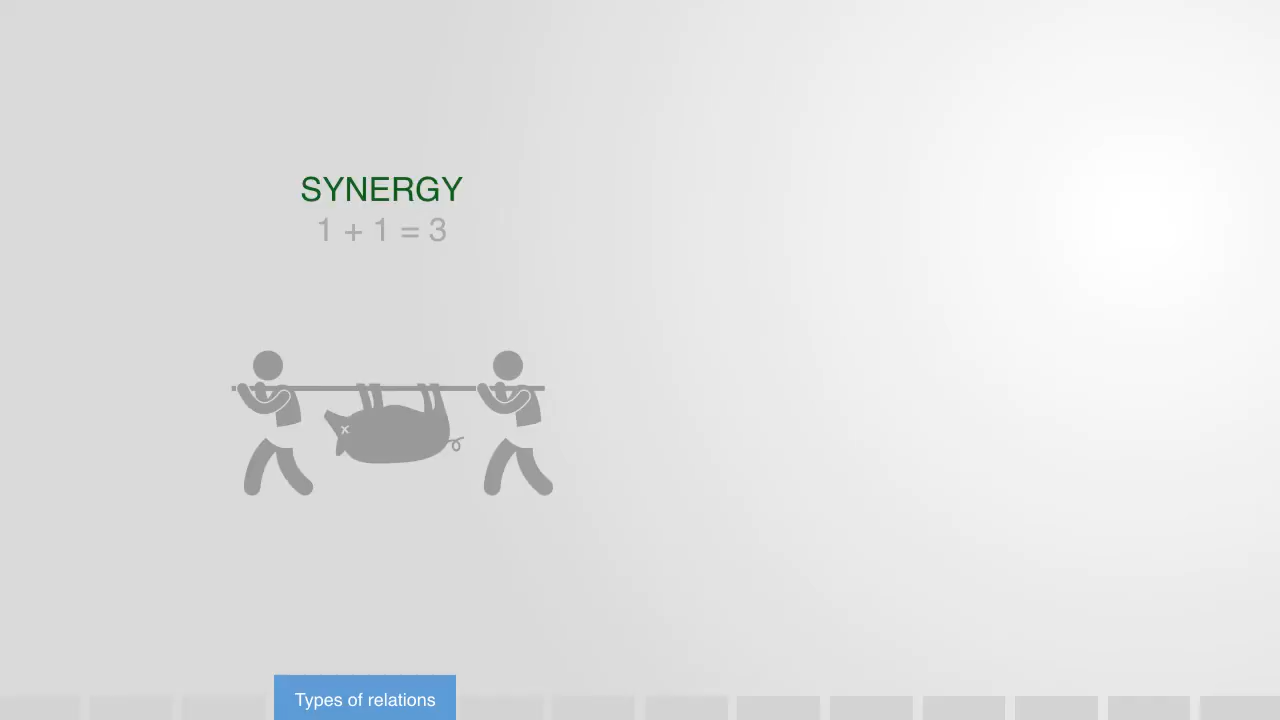 SYNERGY
1 + 1 = 3
Types of relations